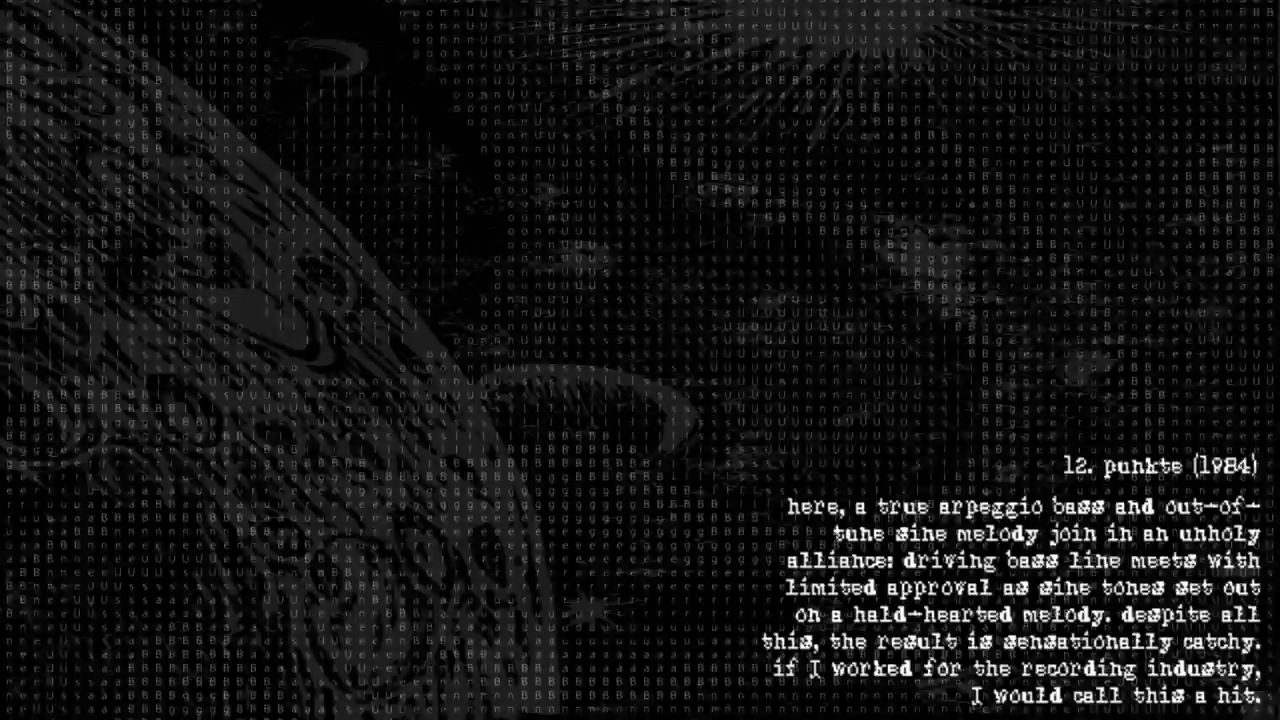 12. punkte (1984)
here, a true arpeggio bass and out-of-
tune sine melody join in an unholy
alliance: driving bass line meets with
limited approval as sine tones set out
on a hald-hearted melody. despite all
this, the result is sensationally catchy.
if I worked for the recording industry,
I would call this a hit.